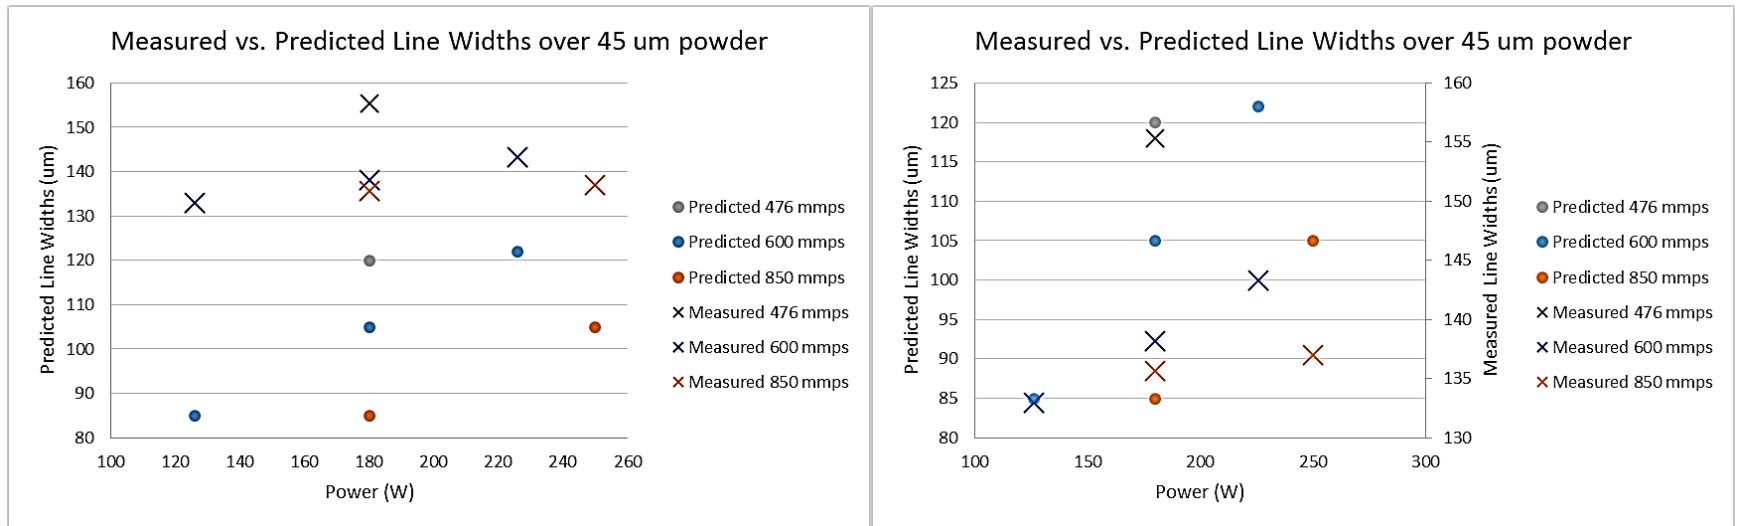 Measured vs. Predicted Line Widths over 45 um powder
Predicted Line Widths (um)
160
150
140
130
120
110
100
90
80
100 120 140 160 180 200 220 240 260
Power (W)
Predicted 476 mmps
Predicted 600 mmps
Predicted 850 mmps
Measured 476 mmps
Measured 600 mmps
Measured 850 mmps
Measured vs. Predicted Line Widths over 45 um powder
Predicted Line Widths (um)
125
120
115
110
105
100
95
90
85
80
160
155
150
145
140
135
130
Measured Line Widths (um)
100 150 200 250 300
Power (W)
Predicted 476 mmps
Predicted 600 mmps
Predicted 850 mmps
Measured 476 mmps
Measured 600 mmps
Measured 850 mmps